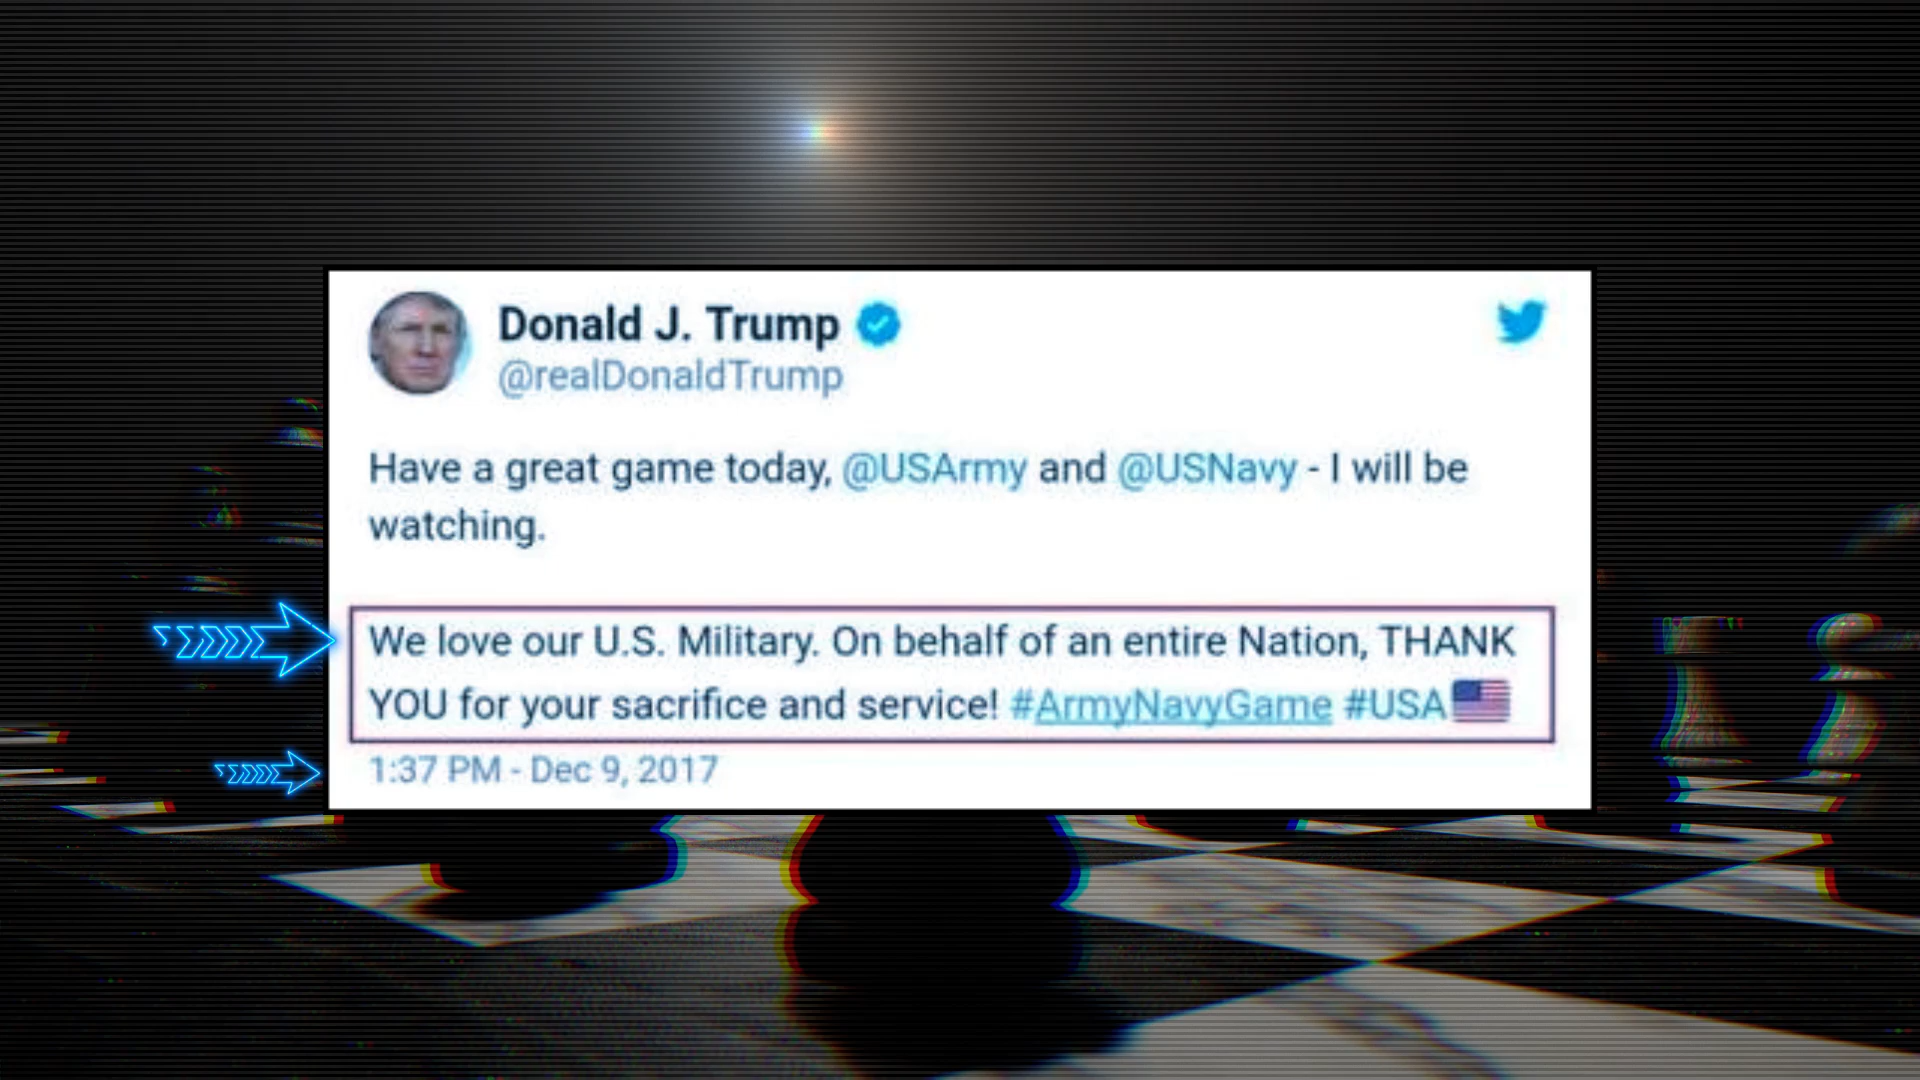 Donald J. Trump
@realDonaldTrump
Have a great game today, @USArmy and @USNavy - I will be
watching.
We love our U.S. Military. On behalf of an entire Nation, THANK
YOU for your sacrifice and service! #ArmyNavyGame #USA🇺🇸
1:37 PM - Dec 9, 2017